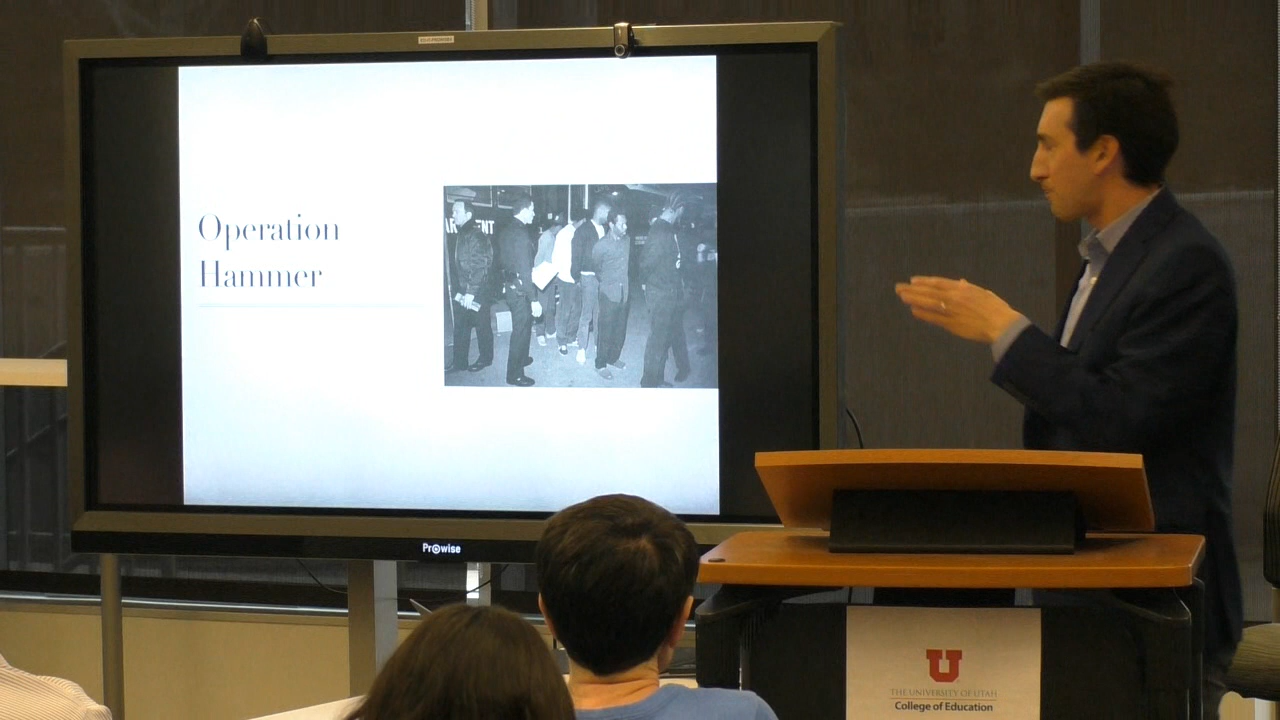 Operation
Hammer
Prowise
U
THE UNIVERSITY OF UTAH
College of Education